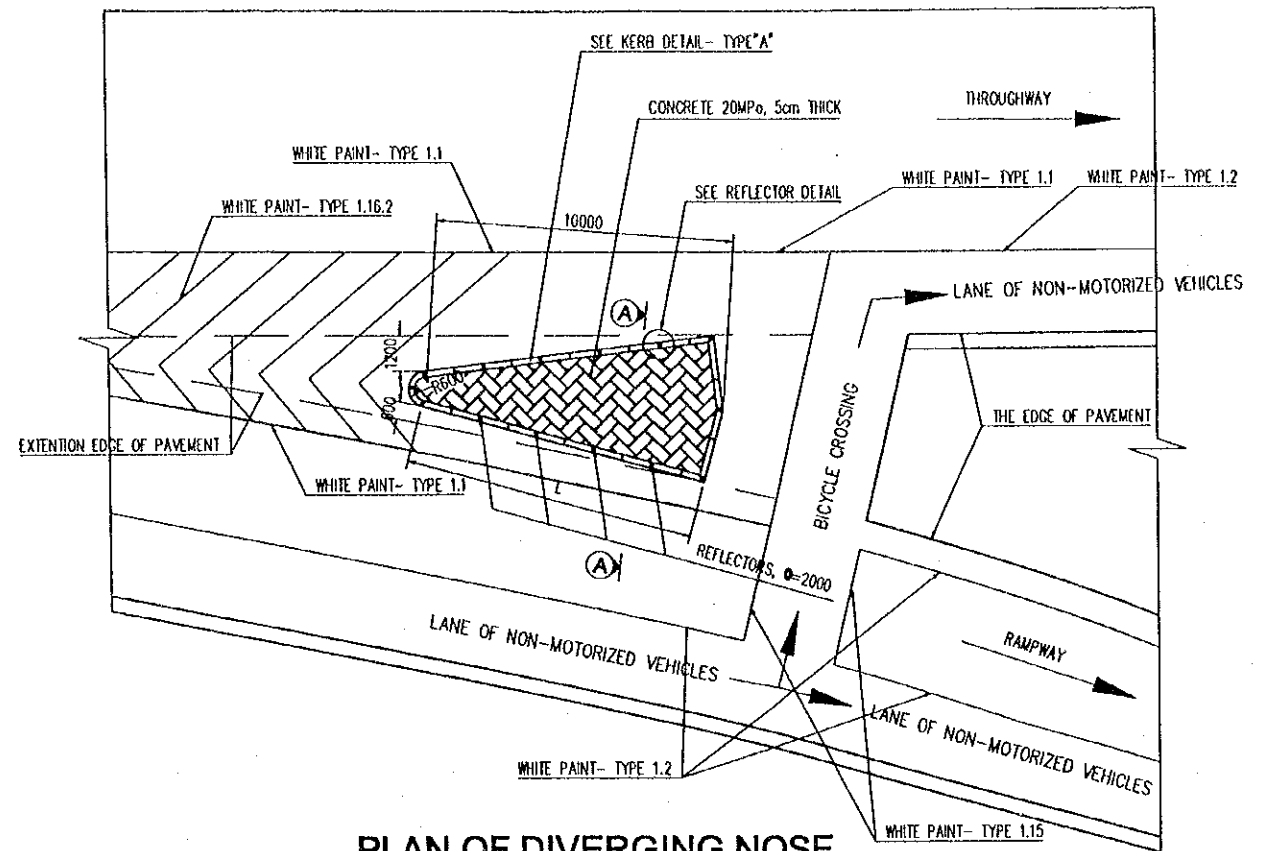 SEE KERB DETAIL- TYPE"A"
CONCRETE 20MPa, 5cm THICK
THROUGHWAY
WHITE PAINT- TYPE 1.1
WHITE PAINT- TYPE 1.1
WHITE PAINT- TYPE 1.2
SEE REFLECTOR DETAIL
WHITE PAINT- TYPE 1.16.2
10000
LANE OF NON-MOTORIZED VEHICLES
A
1200
R600
800
THE EDGE OF PAVEMENT
EXTENTION EDGE OF PAVEMENT
WHITE PAINT- TYPE 1.1
L
BICYCLE CROSSING
A
REFLECTORS, @=2000
LANE OF NON-MOTORIZED VEHICLES
RAMPWAY
LANE OF NON-MOTORIZED VEHICLES
WHITE PAINT- TYPE 1.2
WHITE PAINT- TYPE 1.15
PLAN OF DIVERGING NOSE